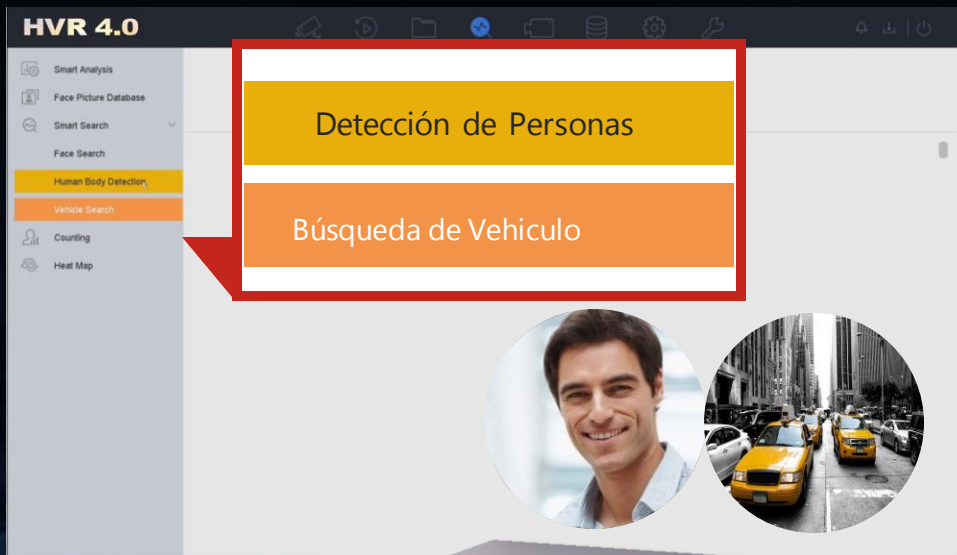 HVR 4.0
Smart Analysis
Face Picture Database
Smart Search
Face Search
Human Body Detection
Vehicle Search
Counting
Heat Map
Detección de Personas
Búsqueda de Vehiculo